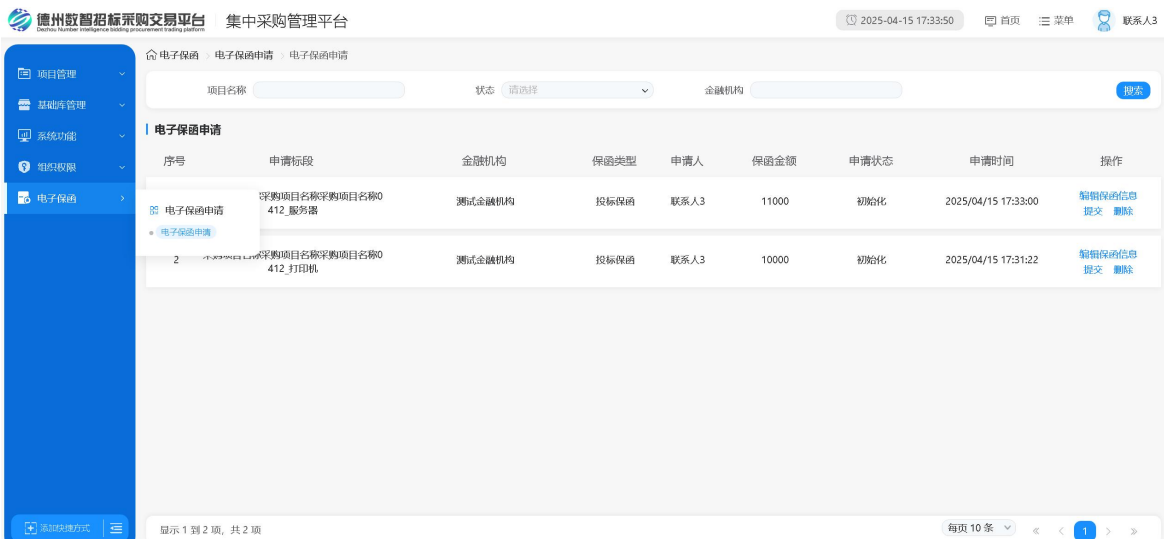 德州数智招标采购交易平台
Dezhou Number intelligence bidding procurement trading platform
集中采购管理平台
2025-04-15 17:33:50
首页
菜单
联系人3
项目管理
基础库管理
系统功能
组织权限
电子保函
电子保函申请
电子保函申请
添加快捷方式
电子保函 电子保函申请 电子保函申请
项目名称
状态 请选择
金融机构
搜索
电子保函申请
序号 申请标段 金融机构 保函类型 申请人 保函金额 申请状态 申请时间 操作
采购项目名称采购项目名称0
412_服务器
测试金融机构 投标保函 联系人3 11000 初始化 2025/04/15 17:33:00
编辑保函信息
提交 删除
2
采购项目名称采购项目名称采购项目名称0
412_打印机
测试金融机构 投标保函 联系人3 10000 初始化 2025/04/15 17:31:22
编辑保函信息
提交 删除
显示 1 到 2 项, 共 2 项
每页 10 条
« < 1 > »